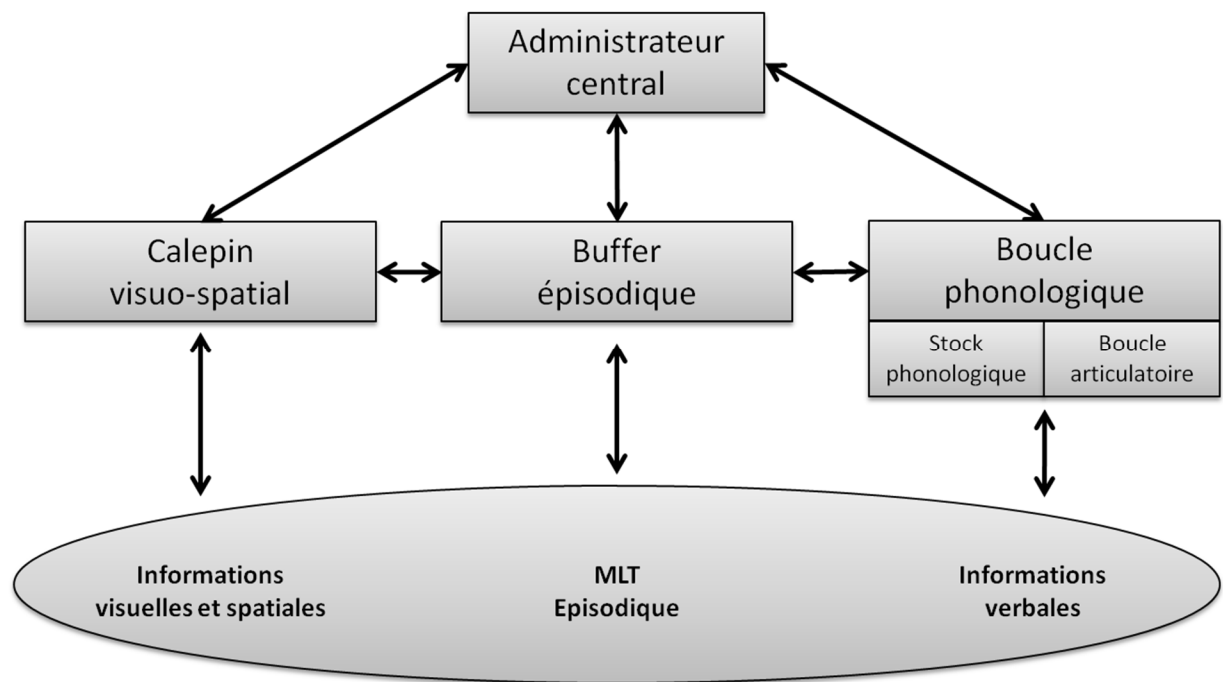 Administrateur
central
Calepin
visuo-spatial
Buffer
épisodique
Boucle
phonologique
Stock
phonologique
Boucle
articulatoire
Informations
visuelles et spatiales
MLT
Episodique
Informations
verbales